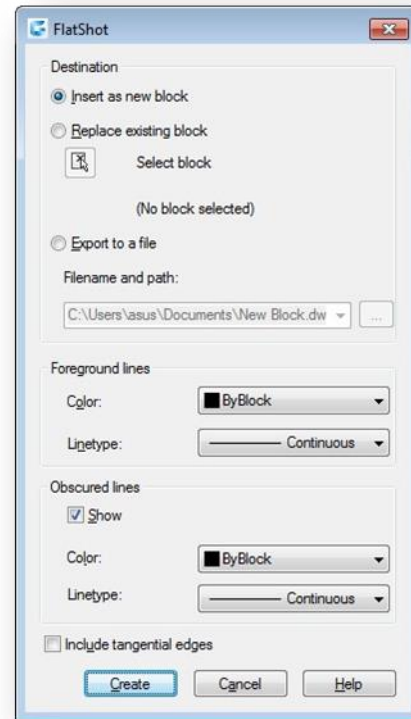 FlatShot
Destination
Insert as new block
Replace existing block
Select block
(No block selected)
Export to a file
Filename and path:
C:\Users\asus\Documents\New Block.dw
...
Foreground lines
Color: ByBlock
Linetype: Continuous
Obscured lines
Show
Color: ByBlock
Linetype: Continuous
Include tangential edges
Create Cancel Help